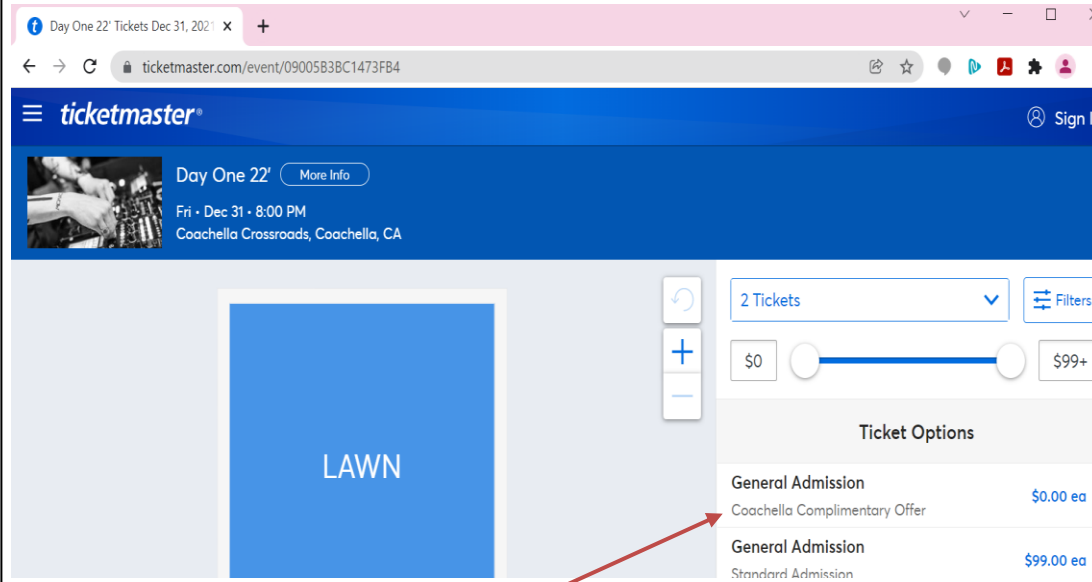 Day One 22' Tickets Dec 31, 2021
ticketmaster.com/event/09005B3BC1473FB4
ticketmaster®
Sign
Day One 22' More Info
Fri • Dec 31 • 8:00 PM
Coachella Crossroads, Coachella, CA
2 Tickets
Filters
$0
$99+
Ticket Options
LAWN
General Admission
$0.00 ea
Coachella Complimentary Offer
General Admission
$99.00 ea
Standard Admission